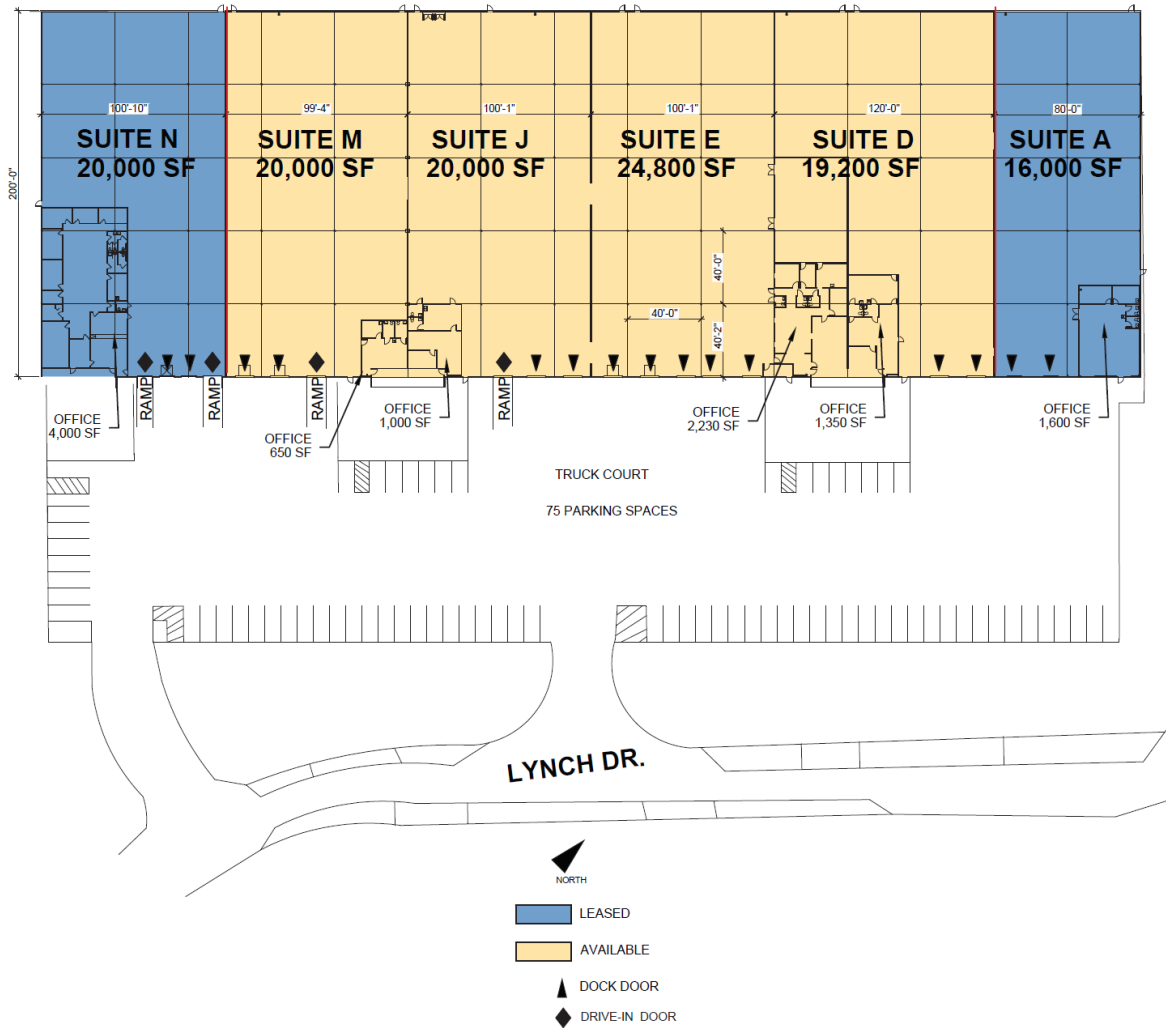 100'-10"
99'-4"
100'-1"
100'-1"
120'-0"
80'-0"
SUITE N
20,000 SF
SUITE M
20,000 SF
SUITE J
20,000 SF
SUITE E
24,800 SF
SUITE D
19,200 SF
SUITE A
16,000 SF
200'-0"
40'-0"
40'-0"
40'-2"
RAMP
RAMP
RAMP
RAMP
OFFICE
4,000 SF
OFFICE
650 SF
OFFICE
1,000 SF
OFFICE
2,230 SF
OFFICE
1,350 SF
OFFICE
1,600 SF
TRUCK COURT
75 PARKING SPACES
LYNCH DR.
NORTH
LEASED
AVAILABLE
DOCK DOOR
DRIVE-IN DOOR